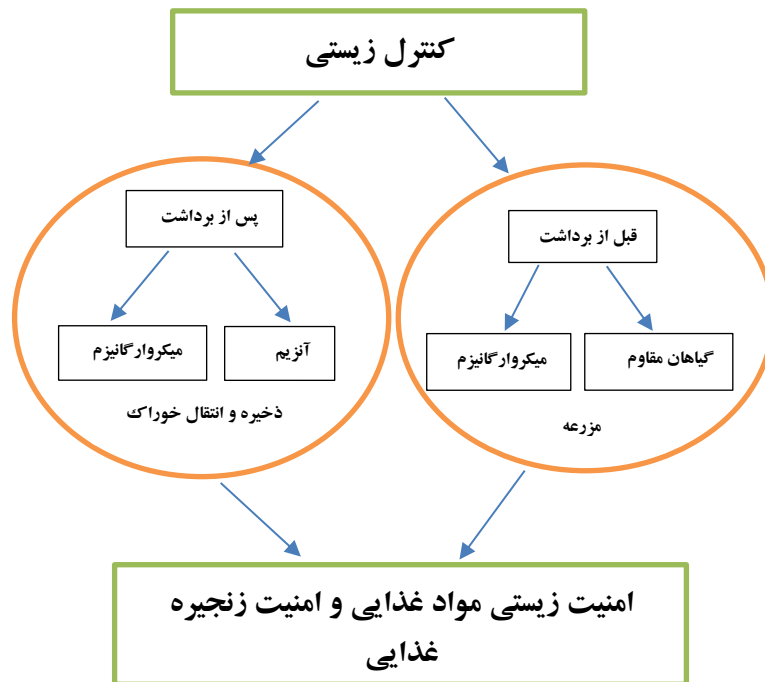 کنترل زیستی
قبل از برداشت
پس از برداشت
گیاهان مقاوم
میکروارگانیزم
آنزیم
میکروارگانیزم
مزرعه
ذخیره و انتقال خوراک
امنیت زیستی مواد غذایی و امنیت زنجیره
غذایی